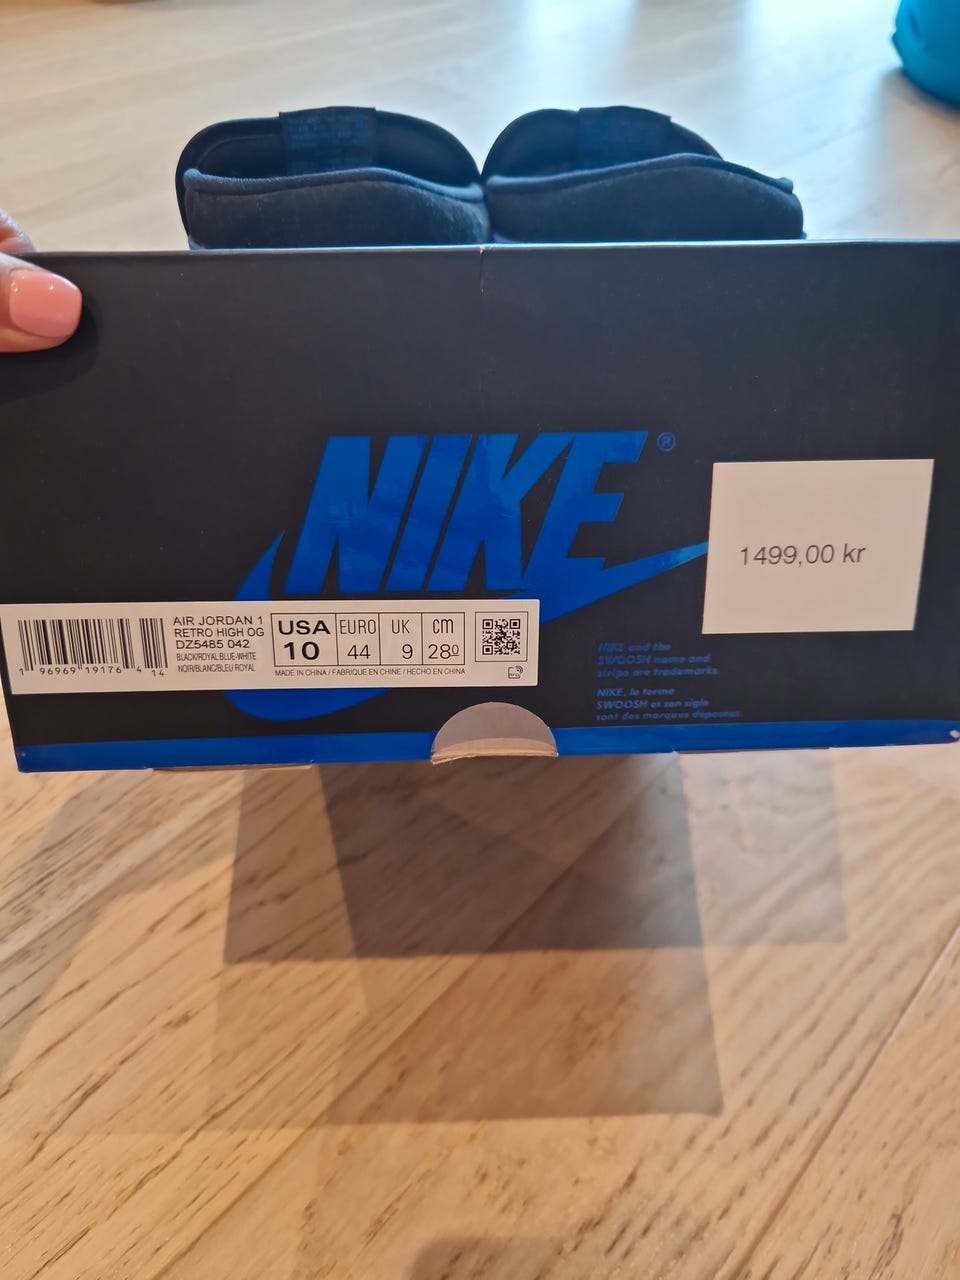 NIKE®
1499,00 kr
AIR JORDAN 1
RETRO HIGH OG
DZ5485 042
BLACK/ROYAL BLUE-WHITE
NOIR/BLANC/BLEU ROYAL
1 96969 19176 4 14
USA 10
EURO 44
UK 9
cm 280
MADE IN CHINA / FABRIQUE EN CHINE / HECHO EN CHINA
NIKE and the
SWOOSH name and
stripe are trademarks.
NIKE, le terme
SWOOSH et son sigle
sont des marques déposées.